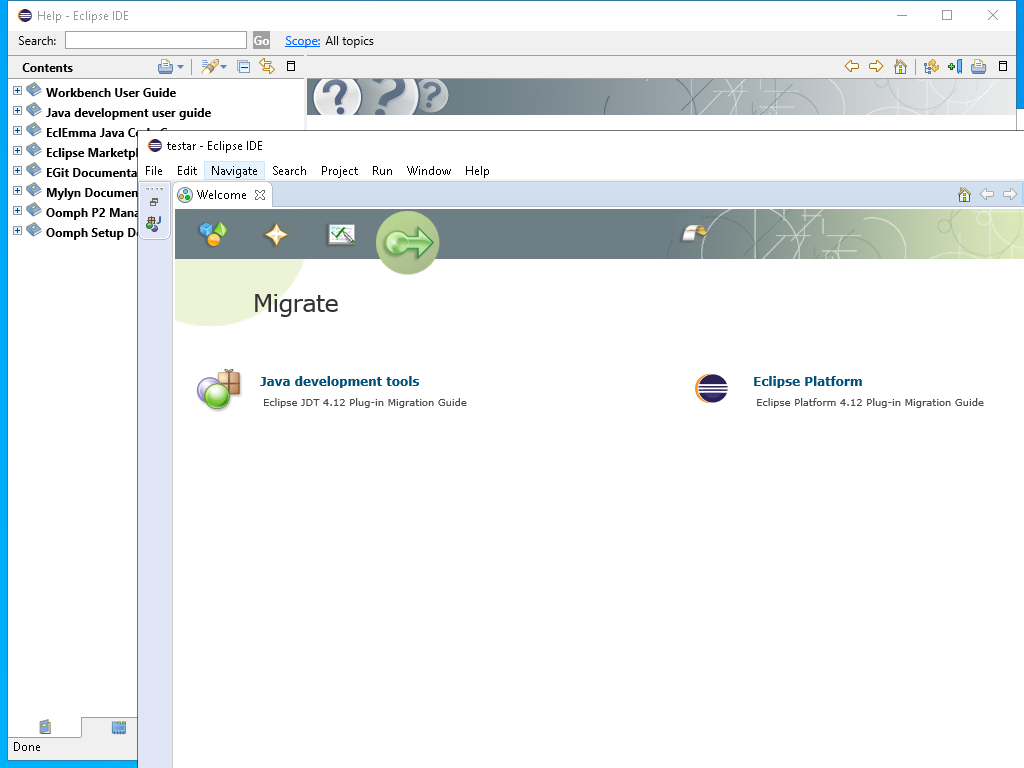 Help - Eclipse IDE
Search:
Go
Scope: All topics
Contents
Workbench User Guide
Java development user guide
EclEmma Java Co
Eclipse Marketpl
EGit Documenta
Mylyn Documen
Oomph P2 Mana
Oomph Setup D
testar - Eclipse IDE
File Edit Navigate Search Project Run Window Help
Welcome
Migrate
Java development tools
Eclipse JDT 4.12 Plug-in Migration Guide
Eclipse Platform
Eclipse Platform 4.12 Plug-in Migration Guide
Done